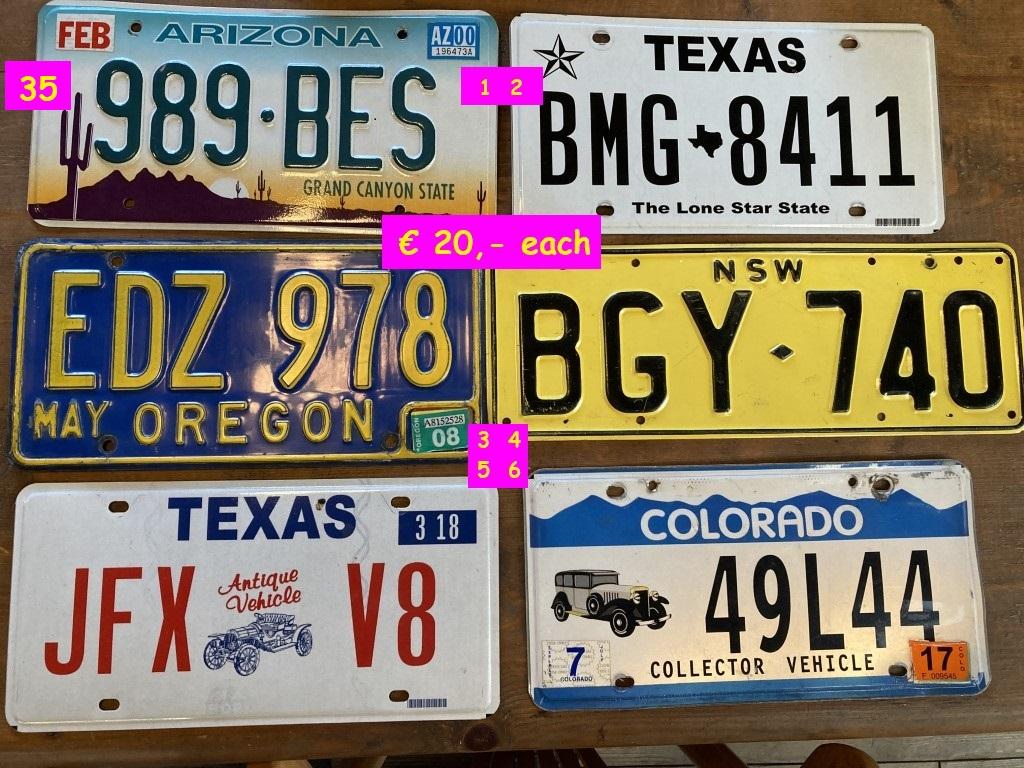 FEB ARIZONA AZ00
196473A
35
989·BES
GRAND CANYON STATE
TEXAS
1 2
BMG 8411
The Lone Star State
€ 20,- each
EDZ 978
MAY OREGON
OREGON A8152528
08
NSW
BGY·740
3 4
5 6
TEXAS
3 18
JFX Antique Vehicle V8
COLORADO
49L44
7
COLORADO
COLLECTOR VEHICLE
17 COLO
F 009545